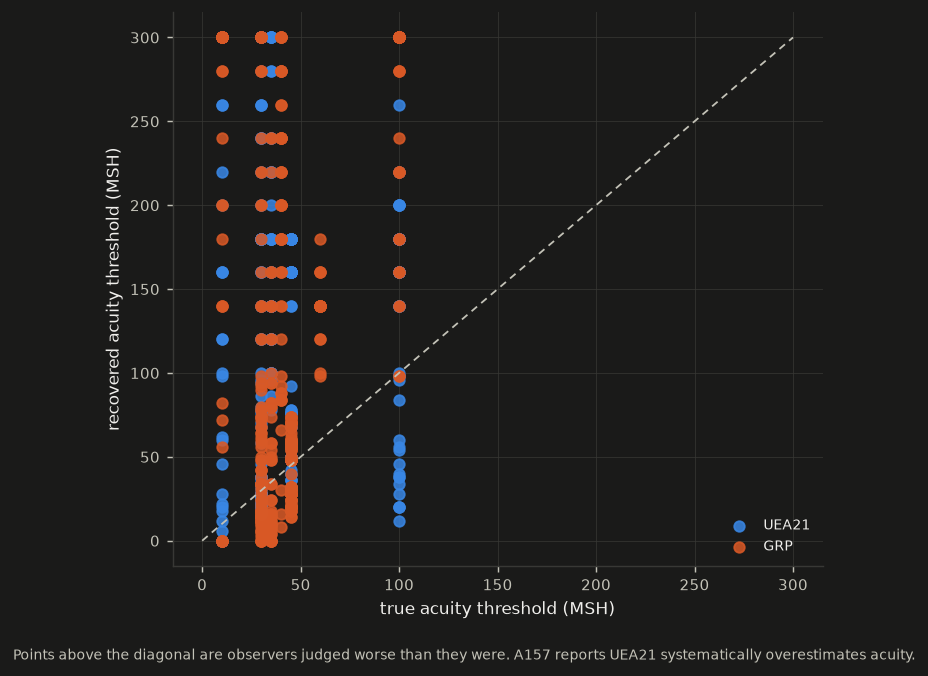 300
250
200
150
100
50
0
recovered acuity threshold (MSH)
UEA21
GRP
0 50 100 150 200 250 300
true acuity threshold (MSH)
Points above the diagonal are observers judged worse than they were. A157 reports UEA21 systematically overestimates acuity.